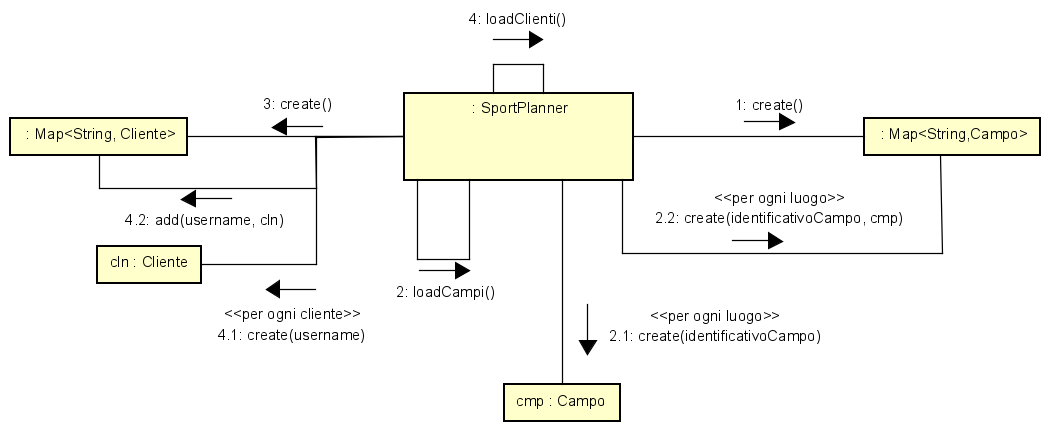 4: loadClienti()
: SportPlanner
3: create()
1: create()
: Map<String, Cliente>
: Map<String,Campo>
<<per ogni luogo>>
4.2: add(username, cln)
2.2: create(identificativoCampo, cmp)
cln : Cliente
2: loadCampi()
<<per ogni cliente>>
4.1: create(username)
<<per ogni luogo>>
2.1: create(identificativoCampo)
cmp : Campo